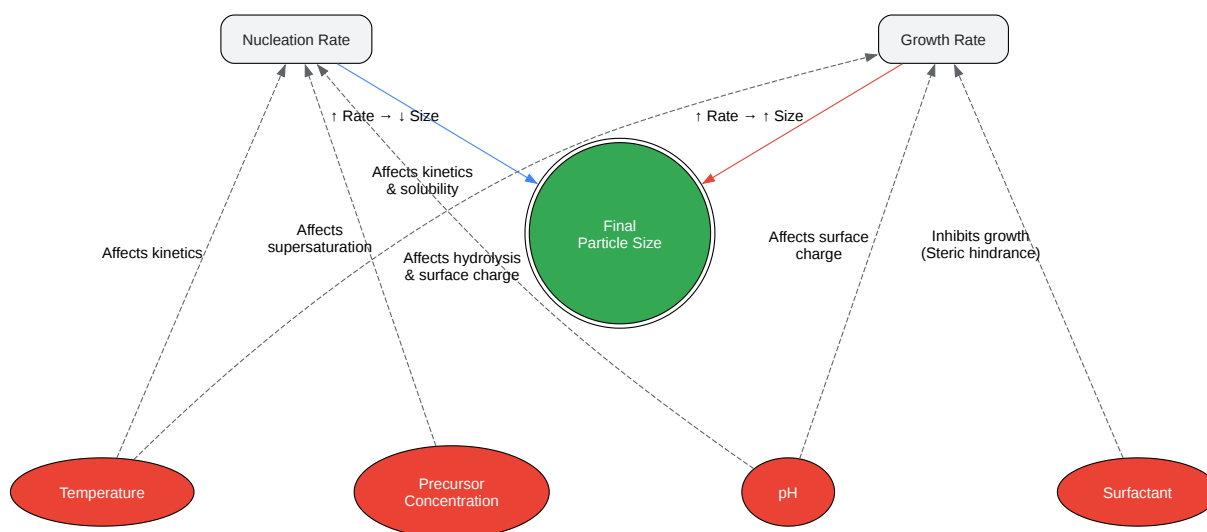 Nucleation Rate
Growth Rate
↑ Rate → ↓ Size
↑ Rate → ↑ Size
Affects kinetics
& solubility
Final
Particle Size
Affects kinetics
Affects
supersaturation
Affects hydrolysis
& surface charge
Affects surface
charge
Inhibits growth
(Steric hindrance)
Temperature
Precursor
Concentration
pH
Surfactant